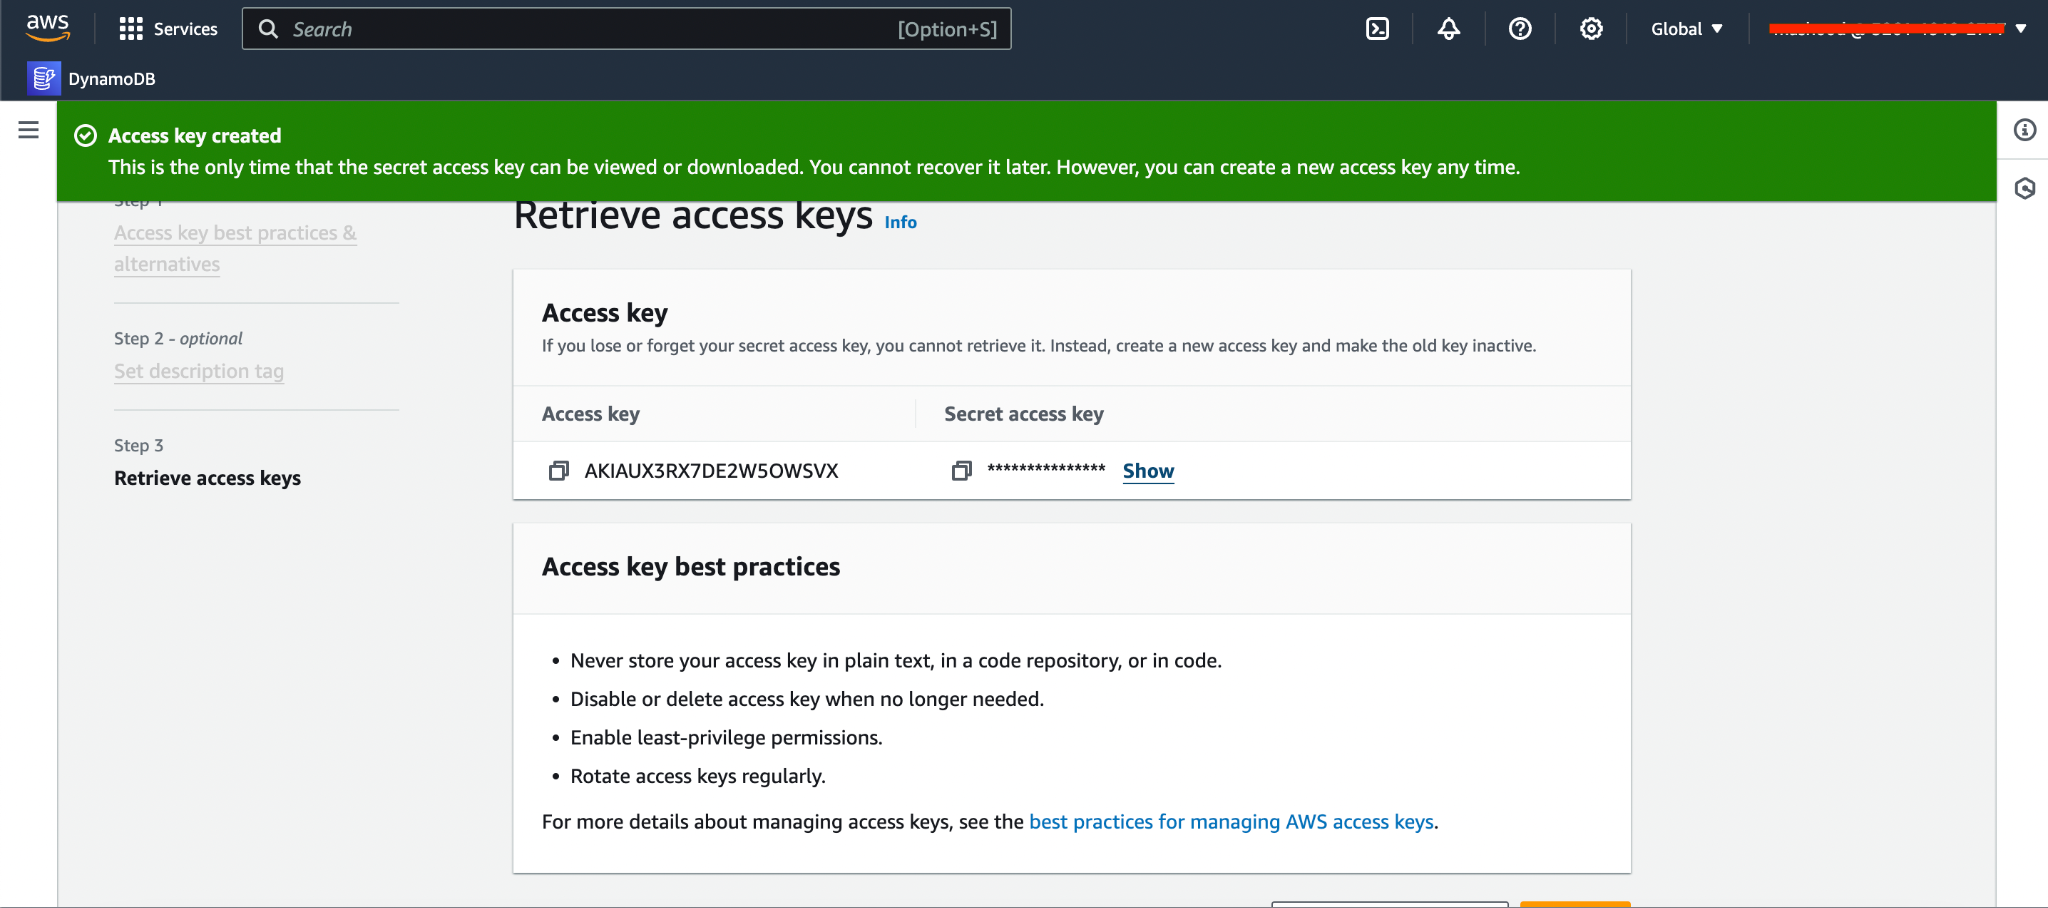 aws
Services
Search
[Option+S]
Global
DynamoDB
Access key created
This is the only time that the secret access key can be viewed or downloaded. You cannot recover it later. However, you can create a new access key any time.
Step 1
Access key best practices &
alternatives
Step 2 - optional
Set description tag
Step 3
Retrieve access keys
Retrieve access keys Info
Access key
If you lose or forget your secret access key, you cannot retrieve it. Instead, create a new access key and make the old key inactive.
Access key
Secret access key
AKIAUX3RX7DE2W5OWSVX
*************** Show
Access key best practices
• Never store your access key in plain text, in a code repository, or in code.
• Disable or delete access key when no longer needed.
• Enable least-privilege permissions.
• Rotate access keys regularly.
For more details about managing access keys, see the best practices for managing AWS access keys.